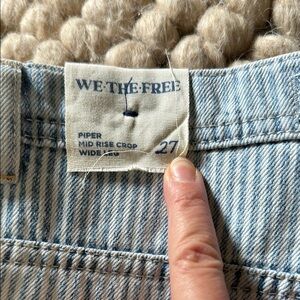 WE·THE·FREE
PIPER
MID RISE CROP
WIDE LEG
27